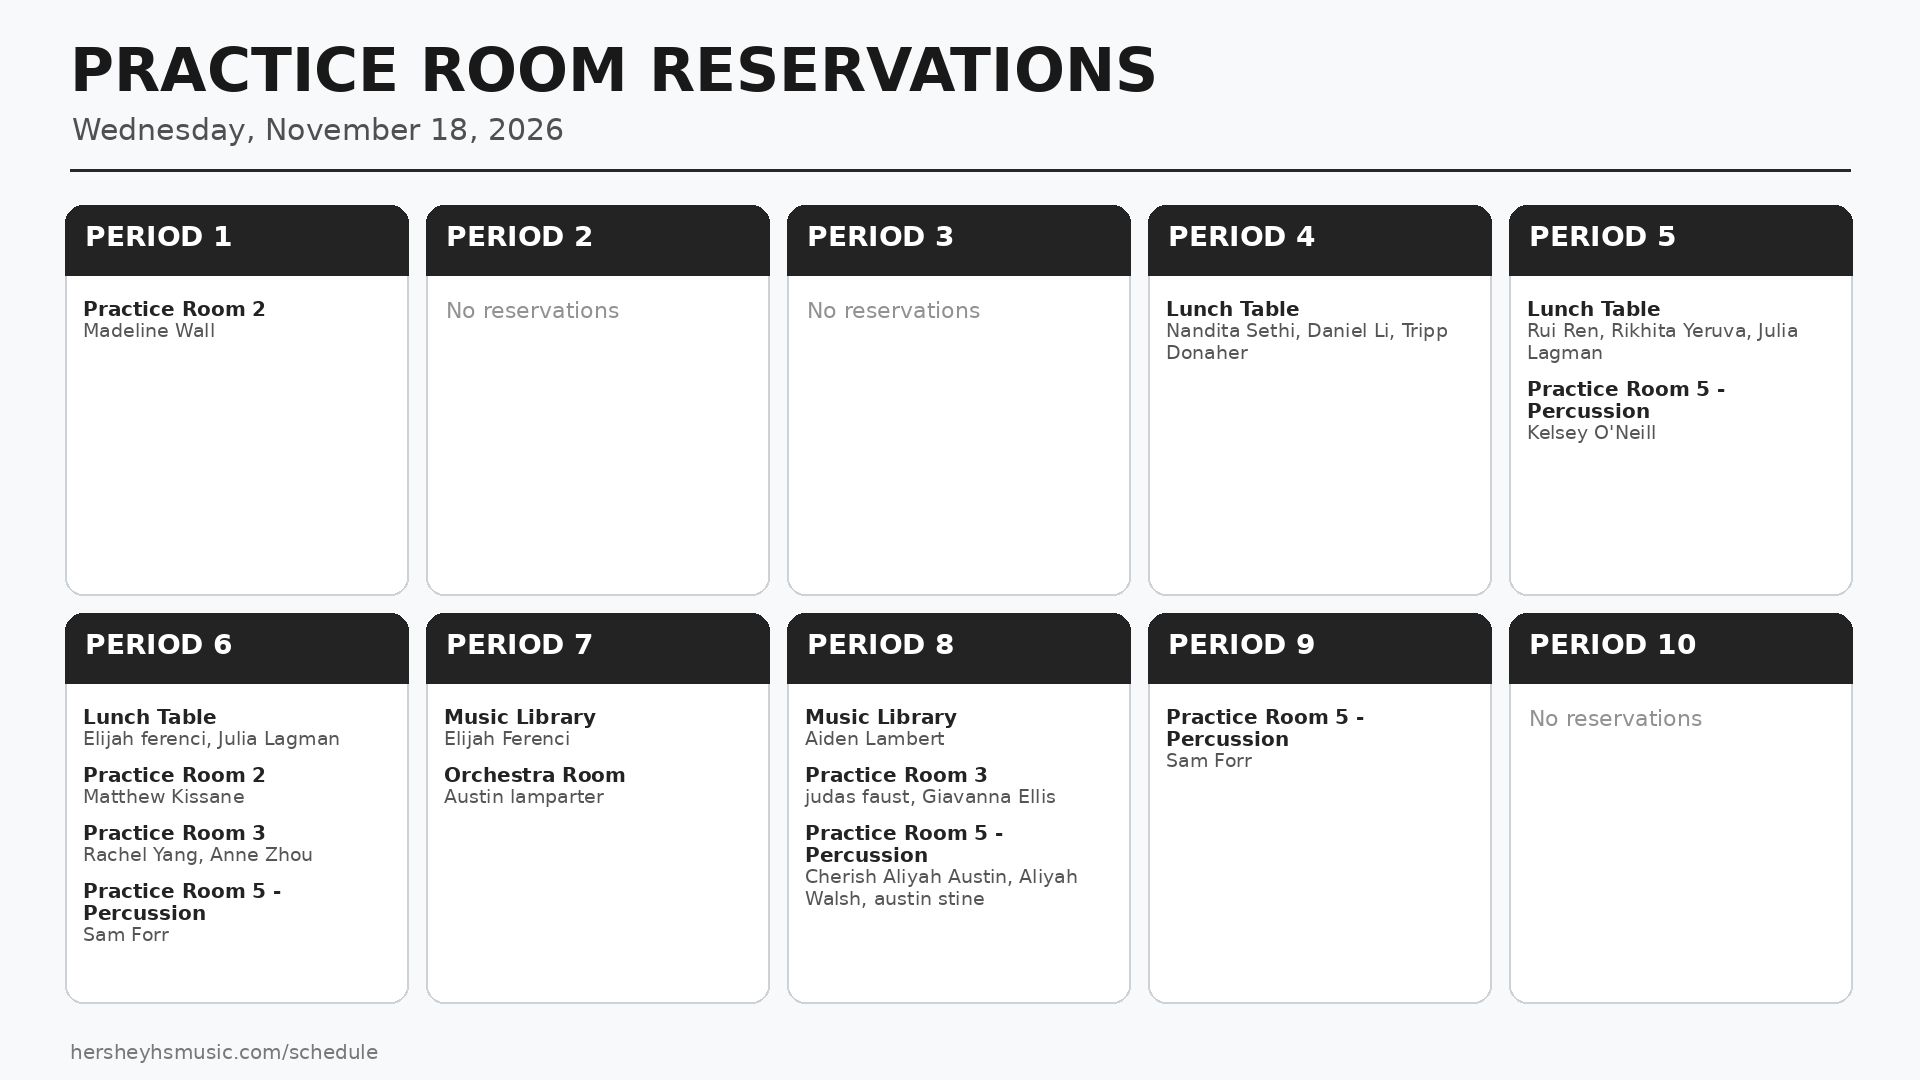 PRACTICE ROOM RESERVATIONS
Wednesday, November 18, 2026
PERIOD 1
Practice Room 2
Madeline Wall
PERIOD 2
No reservations
PERIOD 3
No reservations
PERIOD 4
Lunch Table
Nandita Sethi, Daniel Li, Tripp
Donaher
PERIOD 5
Lunch Table
Rui Ren, Rikhita Yeruva, Julia
Lagman
Practice Room 5 -
Percussion
Kelsey O'Neill
PERIOD 6
Lunch Table
Elijah ferenci, Julia Lagman
Practice Room 2
Matthew Kissane
Practice Room 3
Rachel Yang, Anne Zhou
Practice Room 5 -
Percussion
Sam Forr
PERIOD 7
Music Library
Elijah Ferenci
Orchestra Room
Austin lamparter
PERIOD 8
Music Library
Aiden Lambert
Practice Room 3
judas faust, Giavanna Ellis
Practice Room 5 -
Percussion
Cherish Aliyah Austin, Aliyah
Walsh, austin stine
PERIOD 9
Practice Room 5 -
Percussion
Sam Forr
PERIOD 10
No reservations
hersheyhsmusic.com/schedule